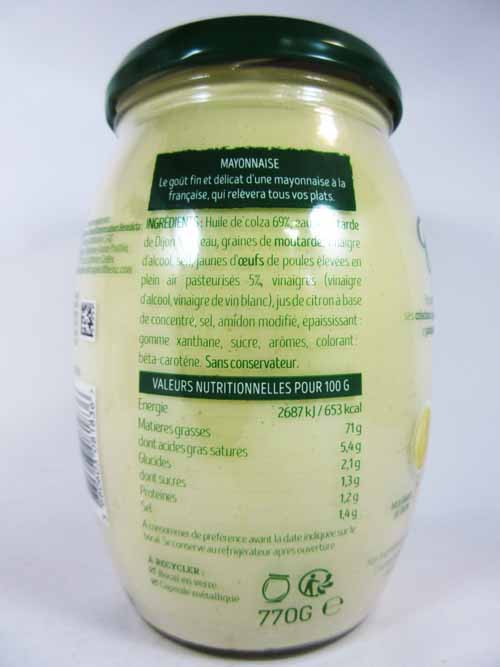 MAYONNAISE
Le goût fin et délicat d'une mayonnaise à la
française, qui relèvera tous vos plats.
INGRÉDIENTS : Huile de colza 69%, eau,
de Dijon eau, graines de moutarde,
d'alcool, sel, jaunes d'œufs de poules élevées en
plein air pasteurisés 5%, vinaigres (vinaigre
d'alcool, vinaigre de vin blanc), jus de citron à base
de concentré, sel, amidon modifié, épaississant :
gomme xanthane, sucre, arômes, colorant :
bêta-carotène. Sans conservateur.
VALEURS NUTRITIONNELLES POUR 100 G
Energie 2687 kJ / 653 kcal
Matières grasses 71g
dont acides gras saturés 5,4g
Glucides 2,1g
dont sucres 1,3g
Protéines 1,2g
Sel 1,4g
A consommer de préférence avant la date indiquée sur le
bocal. Se conserve au réfrigérateur après ouverture
À RECYCLER :
Bocal en verre
Capsule métallique
770G e